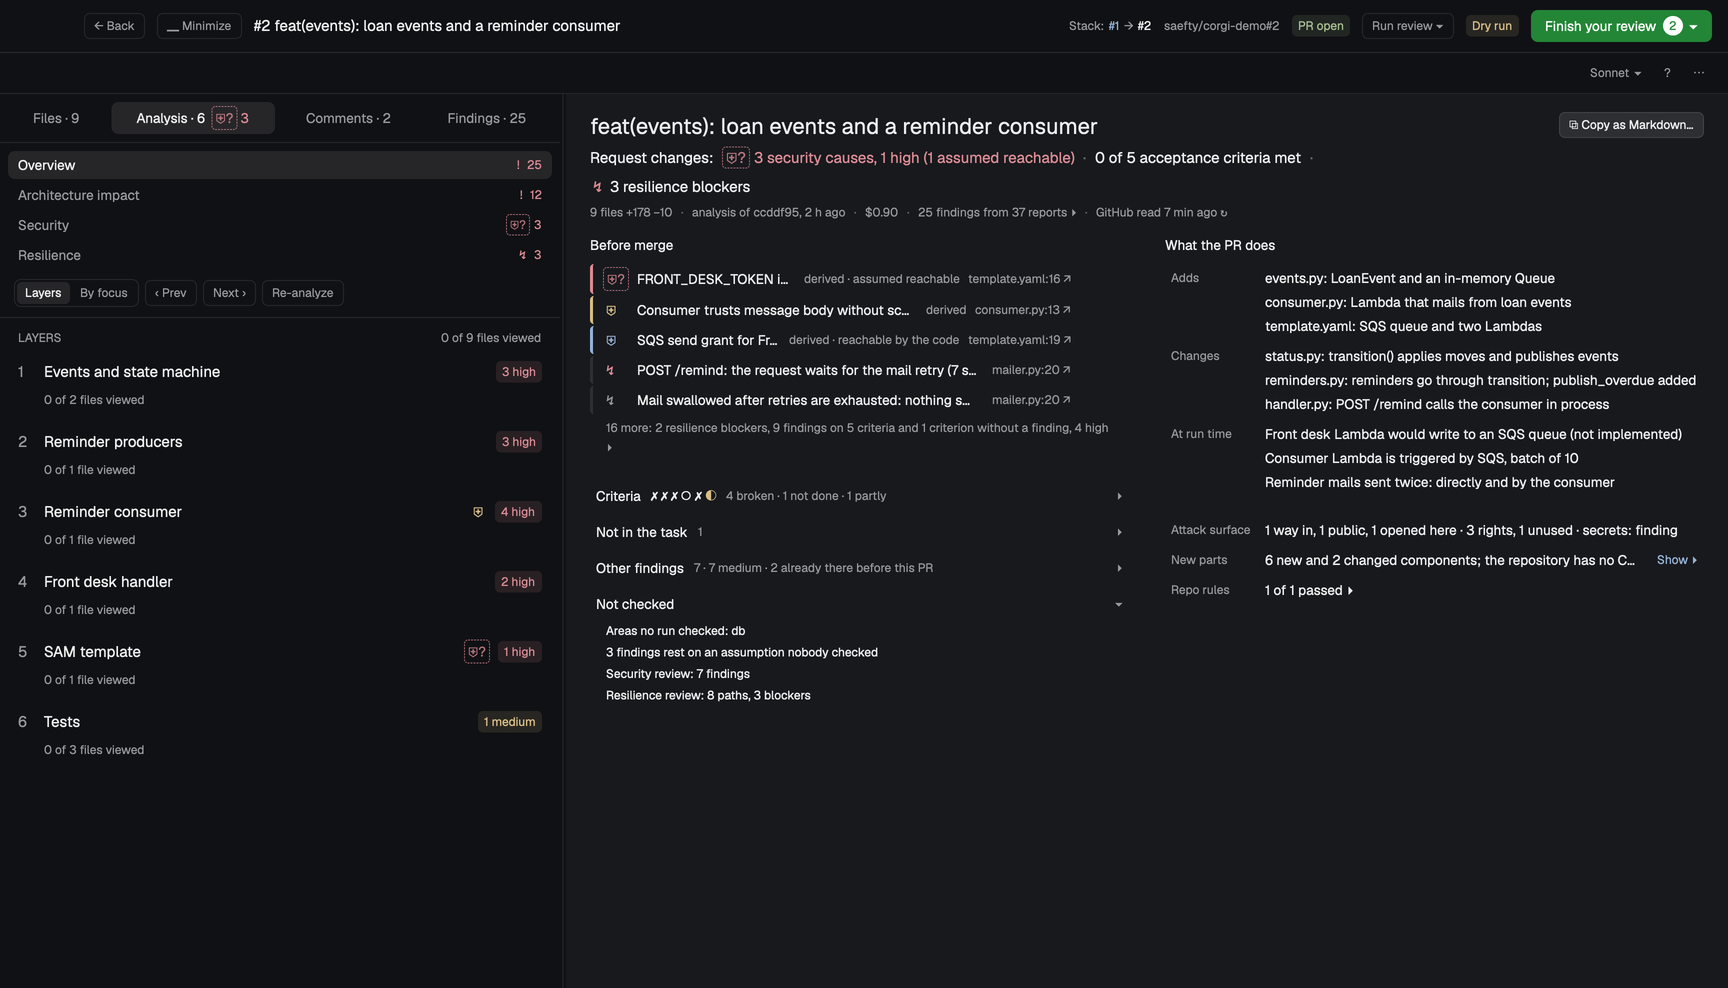 ← Back
Minimize
#2 feat(events): loan events and a reminder consumer
Stack: #1 → #2
saefty/corgi-demo#2
PR open
Run review
Dry run
Finish your review 2
Sonnet
?
...
Files · 9
Analysis · 6 ? 3
Comments · 2
Findings · 25
Overview ! 25
Architecture impact ! 12
Security ? 3
Resilience 3
Layers
By focus
‹ Prev
Next ›
Re-analyze
LAYERS 0 of 9 files viewed
1 Events and state machine 3 high
0 of 2 files viewed
2 Reminder producers 3 high
0 of 1 file viewed
3 Reminder consumer 4 high
0 of 1 file viewed
4 Front desk handler 2 high
0 of 1 file viewed
5 SAM template ? 1 high
0 of 1 file viewed
6 Tests 1 medium
0 of 3 files viewed
feat(events): loan events and a reminder consumer
Copy as Markdown...
Request changes: ? 3 security causes, 1 high (1 assumed reachable) · 0 of 5 acceptance criteria met ·
3 resilience blockers
9 files +178 −10 · analysis of ccddf95, 2 h ago · $0.90 · 25 findings from 37 reports · GitHub read 7 min ago ↻
Before merge
? FRONT_DESK_TOKEN i... derived · assumed reachable template.yaml:16 ↗
Consumer trusts message body without sc... derived consumer.py:13 ↗
SQS send grant for Fr... derived · reachable by the code template.yaml:19 ↗
POST /remind: the request waits for the mail retry (7 s... mailer.py:20 ↗
Mail swallowed after retries are exhausted: nothing s... mailer.py:20 ↗
16 more: 2 resilience blockers, 9 findings on 5 criteria and 1 criterion without a finding, 4 high
Criteria ✗✗✗○✗◐ 4 broken · 1 not done · 1 partly
Not in the task 1
Other findings 7 · 7 medium · 2 already there before this PR
Not checked
Areas no run checked: db
3 findings rest on an assumption nobody checked
Security review: 7 findings
Resilience review: 8 paths, 3 blockers
What the PR does
Adds events.py: LoanEvent and an in-memory Queue
consumer.py: Lambda that mails from loan events
template.yaml: SQS queue and two Lambdas
Changes status.py: transition() applies moves and publishes events
reminders.py: reminders go through transition; publish_overdue added
handler.py: POST /remind calls the consumer in process
At run time Front desk Lambda would write to an SQS queue (not implemented)
Consumer Lambda is triggered by SQS, batch of 10
Reminder mails sent twice: directly and by the consumer
Attack surface 1 way in, 1 public, 1 opened here · 3 rights, 1 unused · secrets: finding
New parts 6 new and 2 changed components; the repository has no C... Show
Repo rules 1 of 1 passed